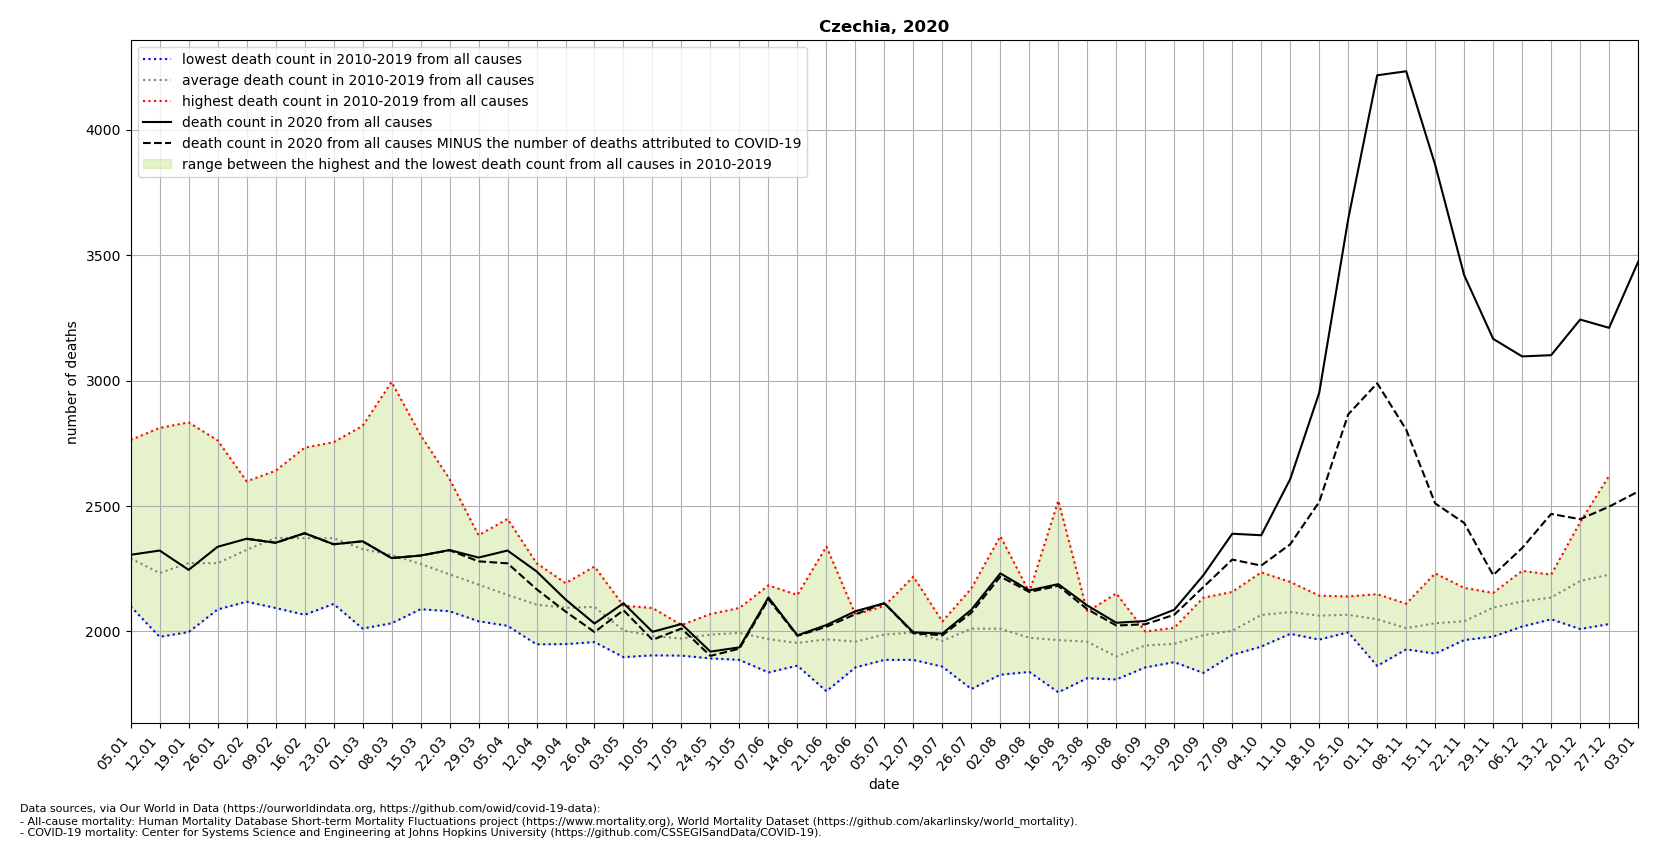 Czechia, 2020
lowest death count in 2010-2019 from all causes
average death count in 2010-2019 from all causes
highest death count in 2010-2019 from all causes
death count in 2020 from all causes
death count in 2020 from all causes MINUS the number of deaths attributed to COVID-19
range between the highest and the lowest death count from all causes in 2010-2019
number of deaths
4000
3500
3000
2500
2000
05.01 12.01 19.01 26.01 02.02 09.02 16.02 23.02 01.03 08.03 15.03 22.03 29.03 05.04 12.04 19.04 26.04 03.05 10.05 17.05 24.05 31.05 07.06 14.06 21.06 28.06 05.07 12.07 19.07 26.07 02.08 09.08 16.08 23.08 30.08 06.09 13.09 20.09 27.09 04.10 11.10 18.10 25.10 01.11 08.11 15.11 22.11 29.11 06.12 13.12 20.12 27.12 03.01
date
Data sources, via Our World in Data (https://ourworldindata.org, https://github.com/owid/covid-19-data):
- All-cause mortality: Human Mortality Database Short-term Mortality Fluctuations project (https://www.mortality.org), World Mortality Dataset (https://github.com/akarlinsky/world_mortality).
- COVID-19 mortality: Center for Systems Science and Engineering at Johns Hopkins University (https://github.com/CSSEGISandData/COVID-19).